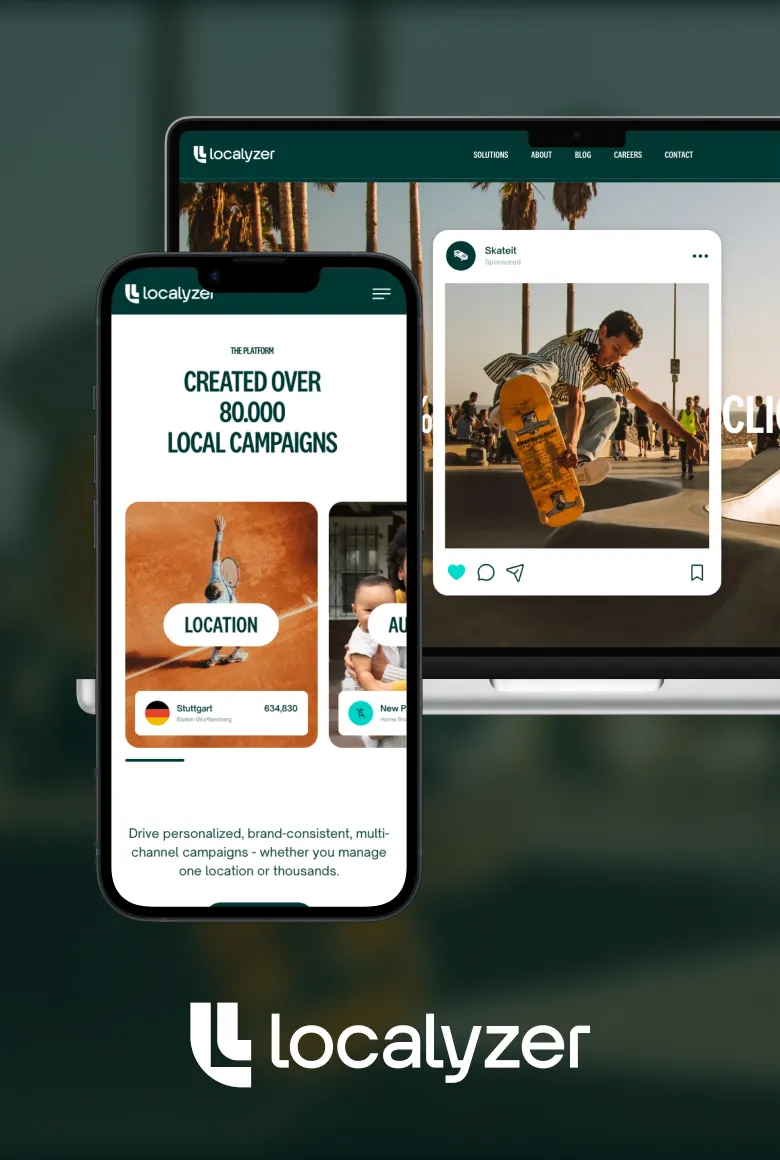 localyzer
SOLUTIONS ABOUT BLOG CAREERS CONTACT
Skateit
Sponsored
%
CLIC
localyzer
THE PLATFORM
CREATED OVER
80.000
LOCAL CAMPAIGNS
LOCATION
AU
Stuttgart 634,830
Baden-Wurttemberg
New P
Home fin
Drive personalized, brand-consistent, multi-
channel campaigns - whether you manage
one location or thousands.
localyzer